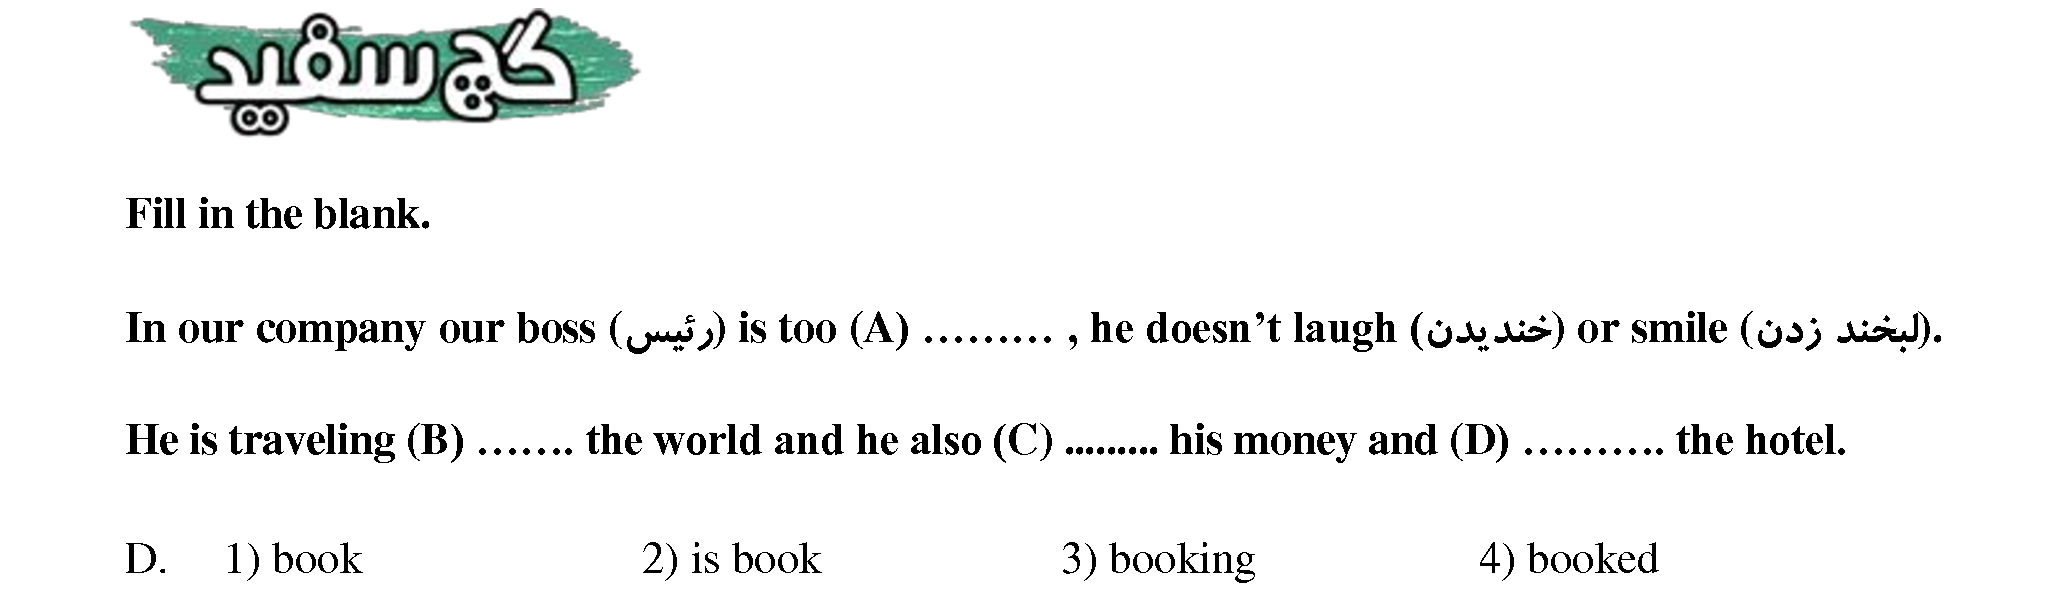 گچ سفید
Fill in the blank.
In our company our boss (رئیس) is too (A) ……… , he doesn’t laugh (خندیدن) or smile (لبخند زدن).
He is traveling (B) ……. the world and he also (C) ......... his money and (D) ………. the hotel.
D. 1) book 2) is book 3) booking 4) booked